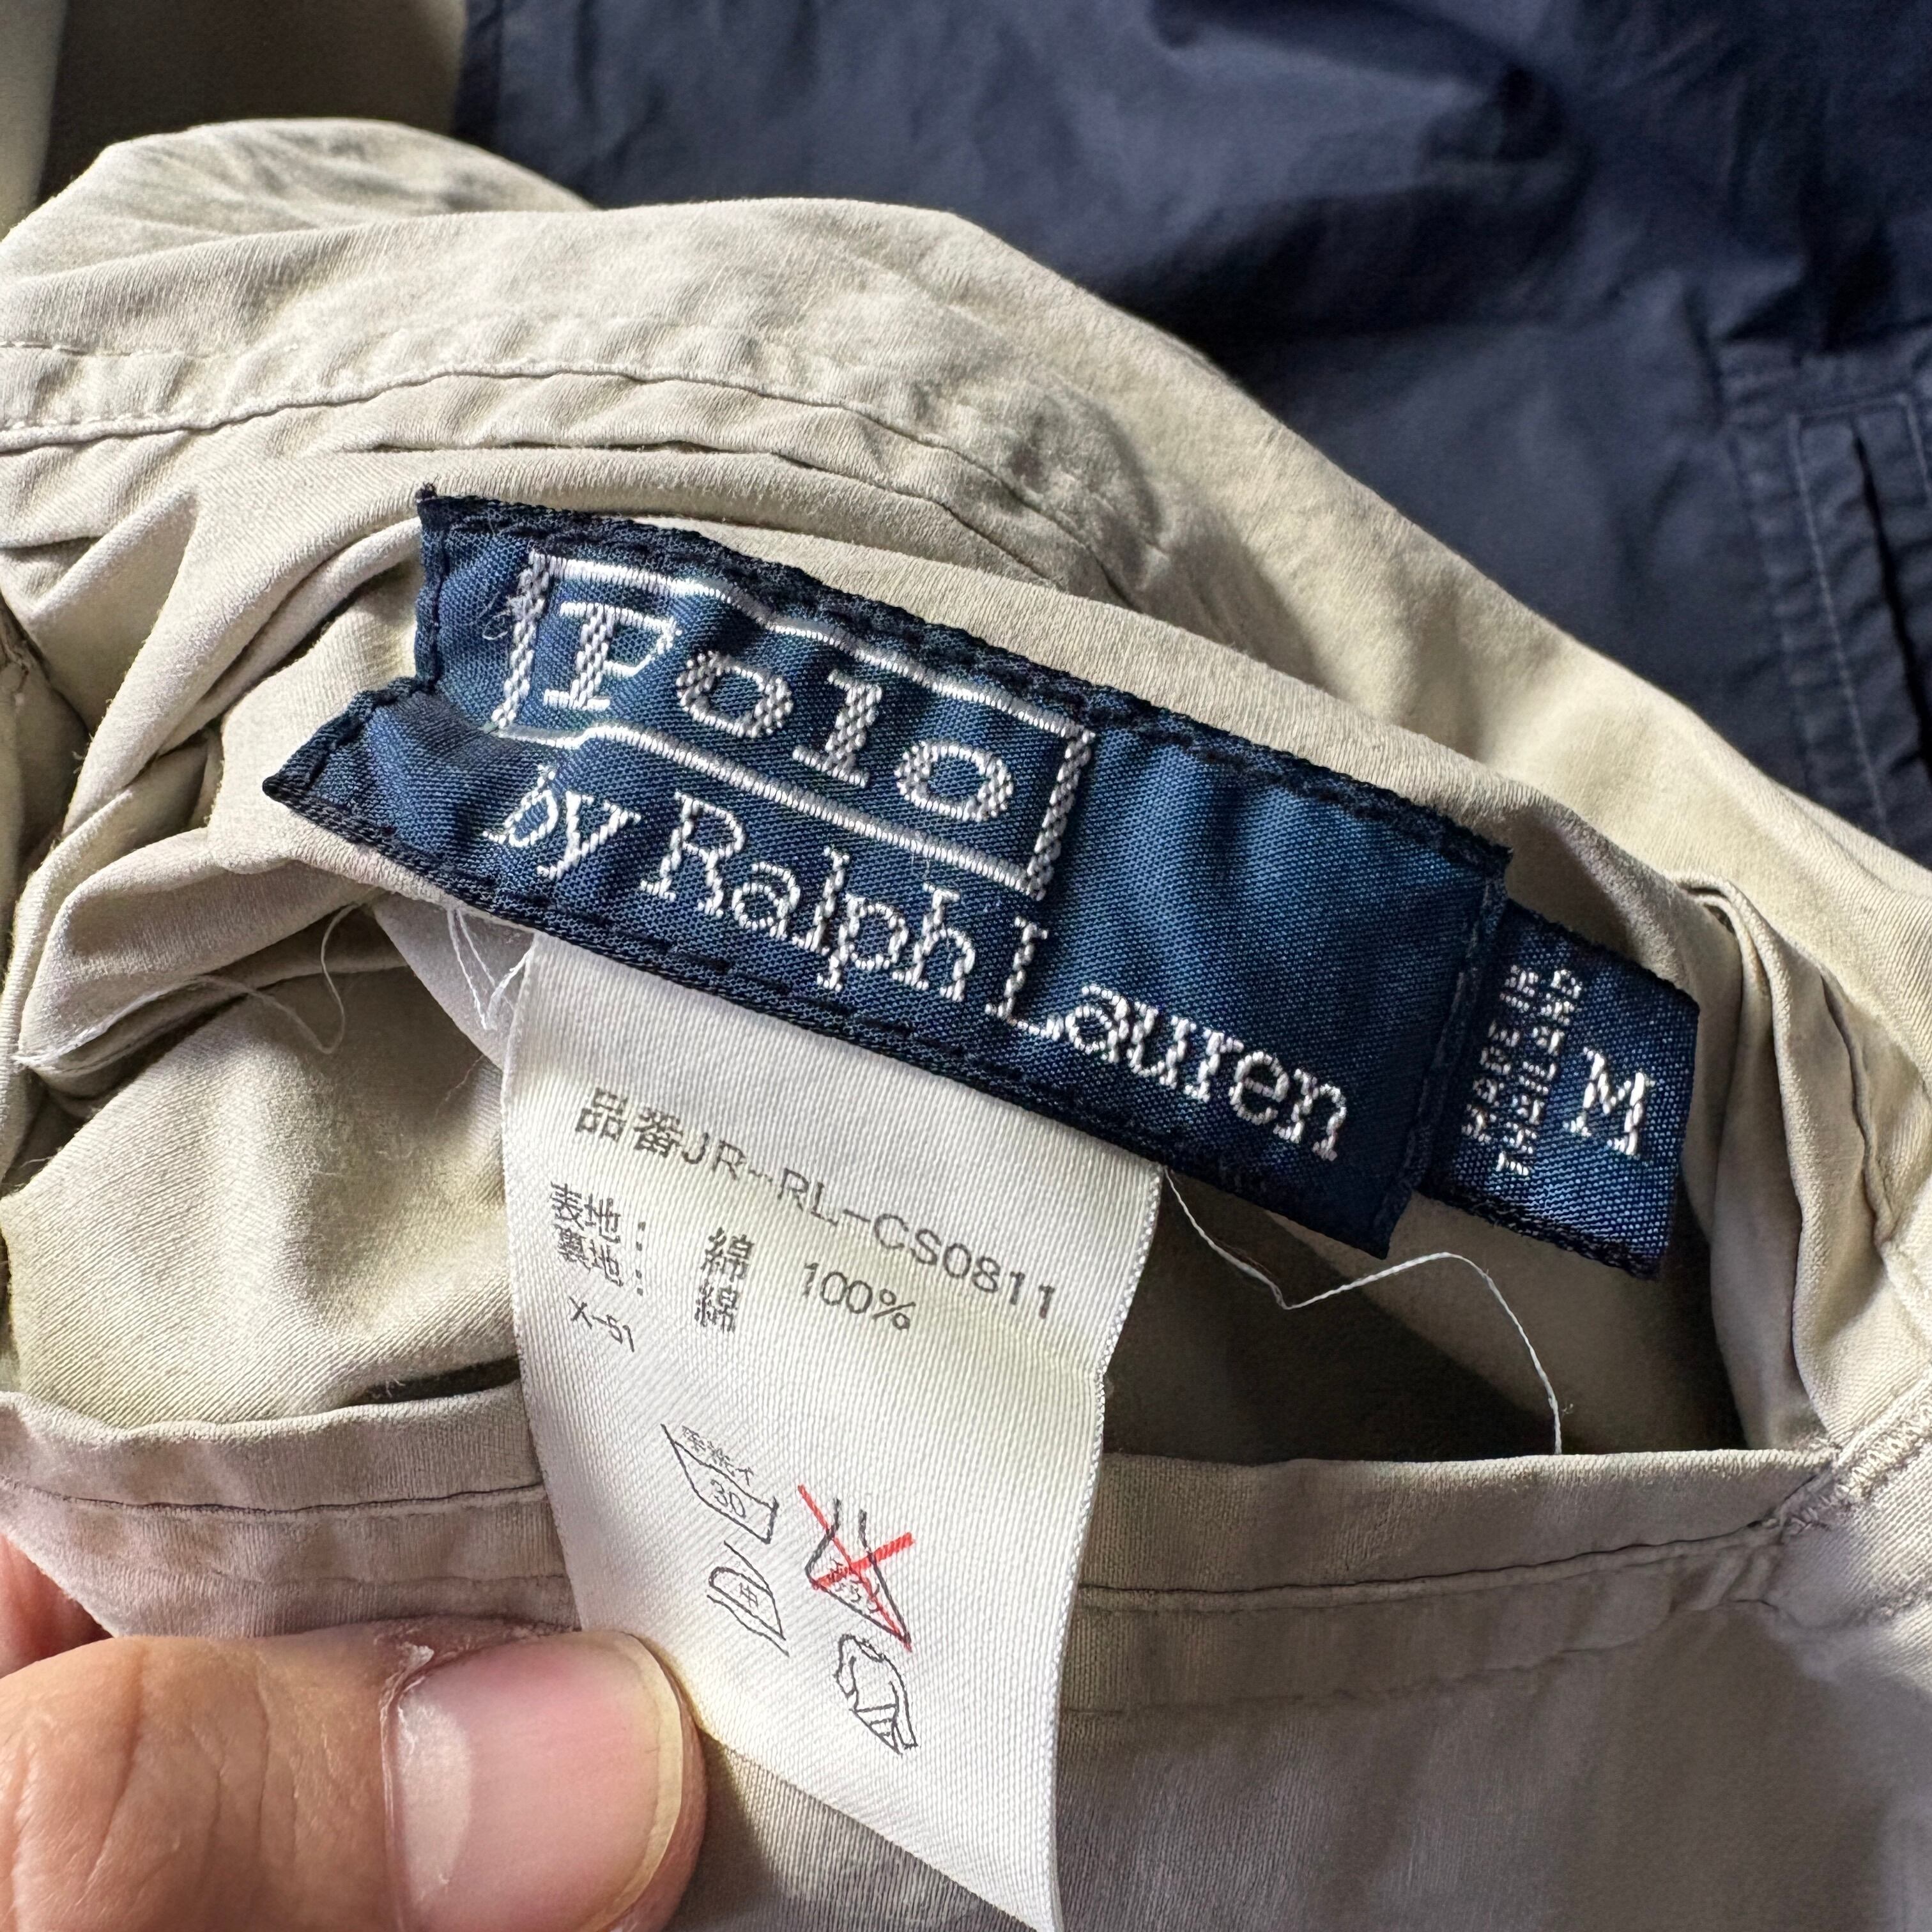 Polo
by Ralph Lauren
MADE IN
THAILAND
M
品番JR-RL-CS0811
表地: 綿 100%
裏地: 綿
X-51
30
中